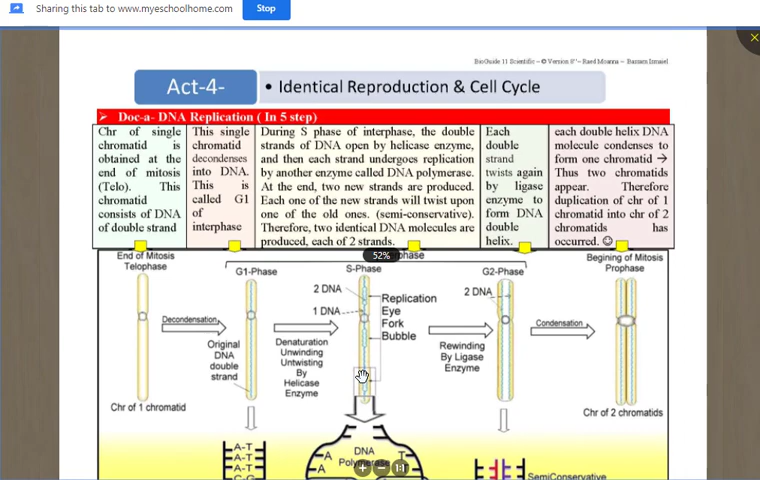 Sharing this tab to www.myeschoolhome.com
Stop
Act-4-
• Identical Reproduction & Cell Cycle
➤ Doc-a- DNA Replication ( In 5 step)
Chr of single
chromatid is
obtained at the
end of mitosis
(Telo). This
chromatid
consists of DNA
of double strand
This single
chromatid
decondenses
into DNA.
This is
called G1
of
interphase
During S phase of interphase, the double
strands of DNA open by helicase enzyme,
and then each strand undergoes replication
by another enzyme called DNA polymerase.
At the end, two new strands are produced.
Each one of the new strands will twist upon
one of the old ones. (semi-conservative).
Therefore, two identical DNA molecules are
produced, each of 2 strands.
Each
double
strand
twists again
by ligase
enzyme to
form DNA
double
helix.
each double helix DNA
molecule condenses to
form one chromatid →
Thus two chromatids
appear. Therefore
duplication of chr of 1
chromatid into chr of 2
chromatids has
occurred. ☺
52%
End of Mitosis
Telophase
G1-Phase
S-Phase
G2-Phase
Begining of Mitosis
Prophase
2 DNA
1 DNA
Replication
Eye
Fork
Bubble
2 DNA
Decondensation
Original
DNA
double
strand
Denaturation
Unwinding
Untwisting
By
Helicase
Enzyme
Rewinding
By Ligase
Enzyme
Condensation
Chr of 1 chromatid
Chr of 2 chromatids
A-T
A-T
A-T
C-G
A
A
DNA
Polymerase
T
1:1
SemiConservative